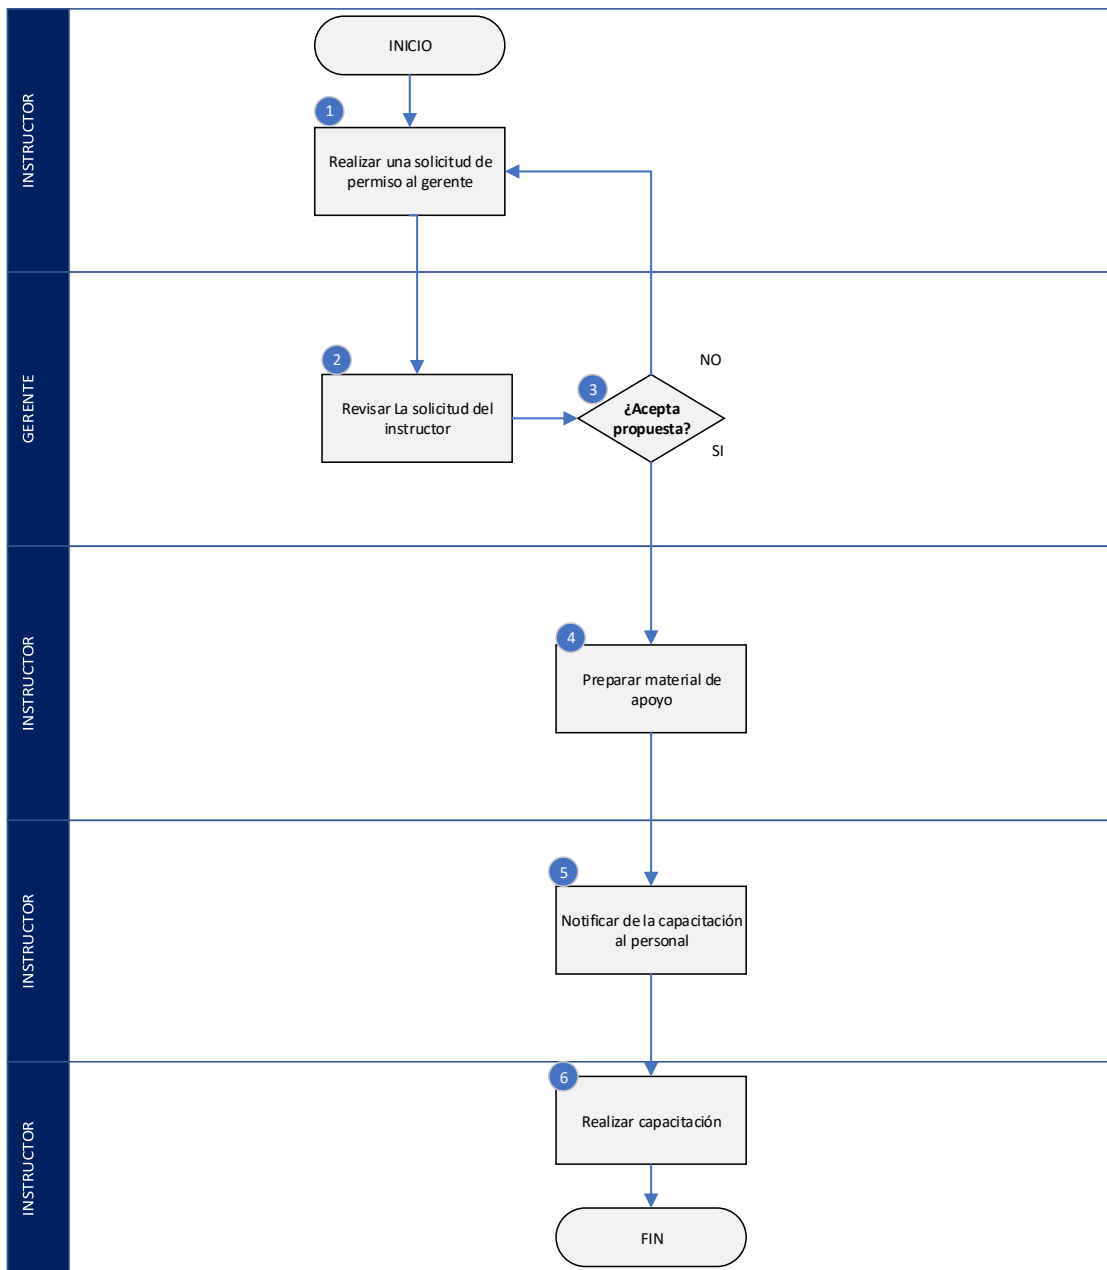 INSTRUCTOR
INICIO
1
Realizar una solicitud de
permiso al gerente
GERENTE
2
Revisar La solicitud del
instructor
3
¿Acepta
propuesta?
NO
SI
INSTRUCTOR
4
Preparar material de
apoyo
INSTRUCTOR
5
Notificar de la capacitación
al personal
INSTRUCTOR
6
Realizar capacitación
FIN